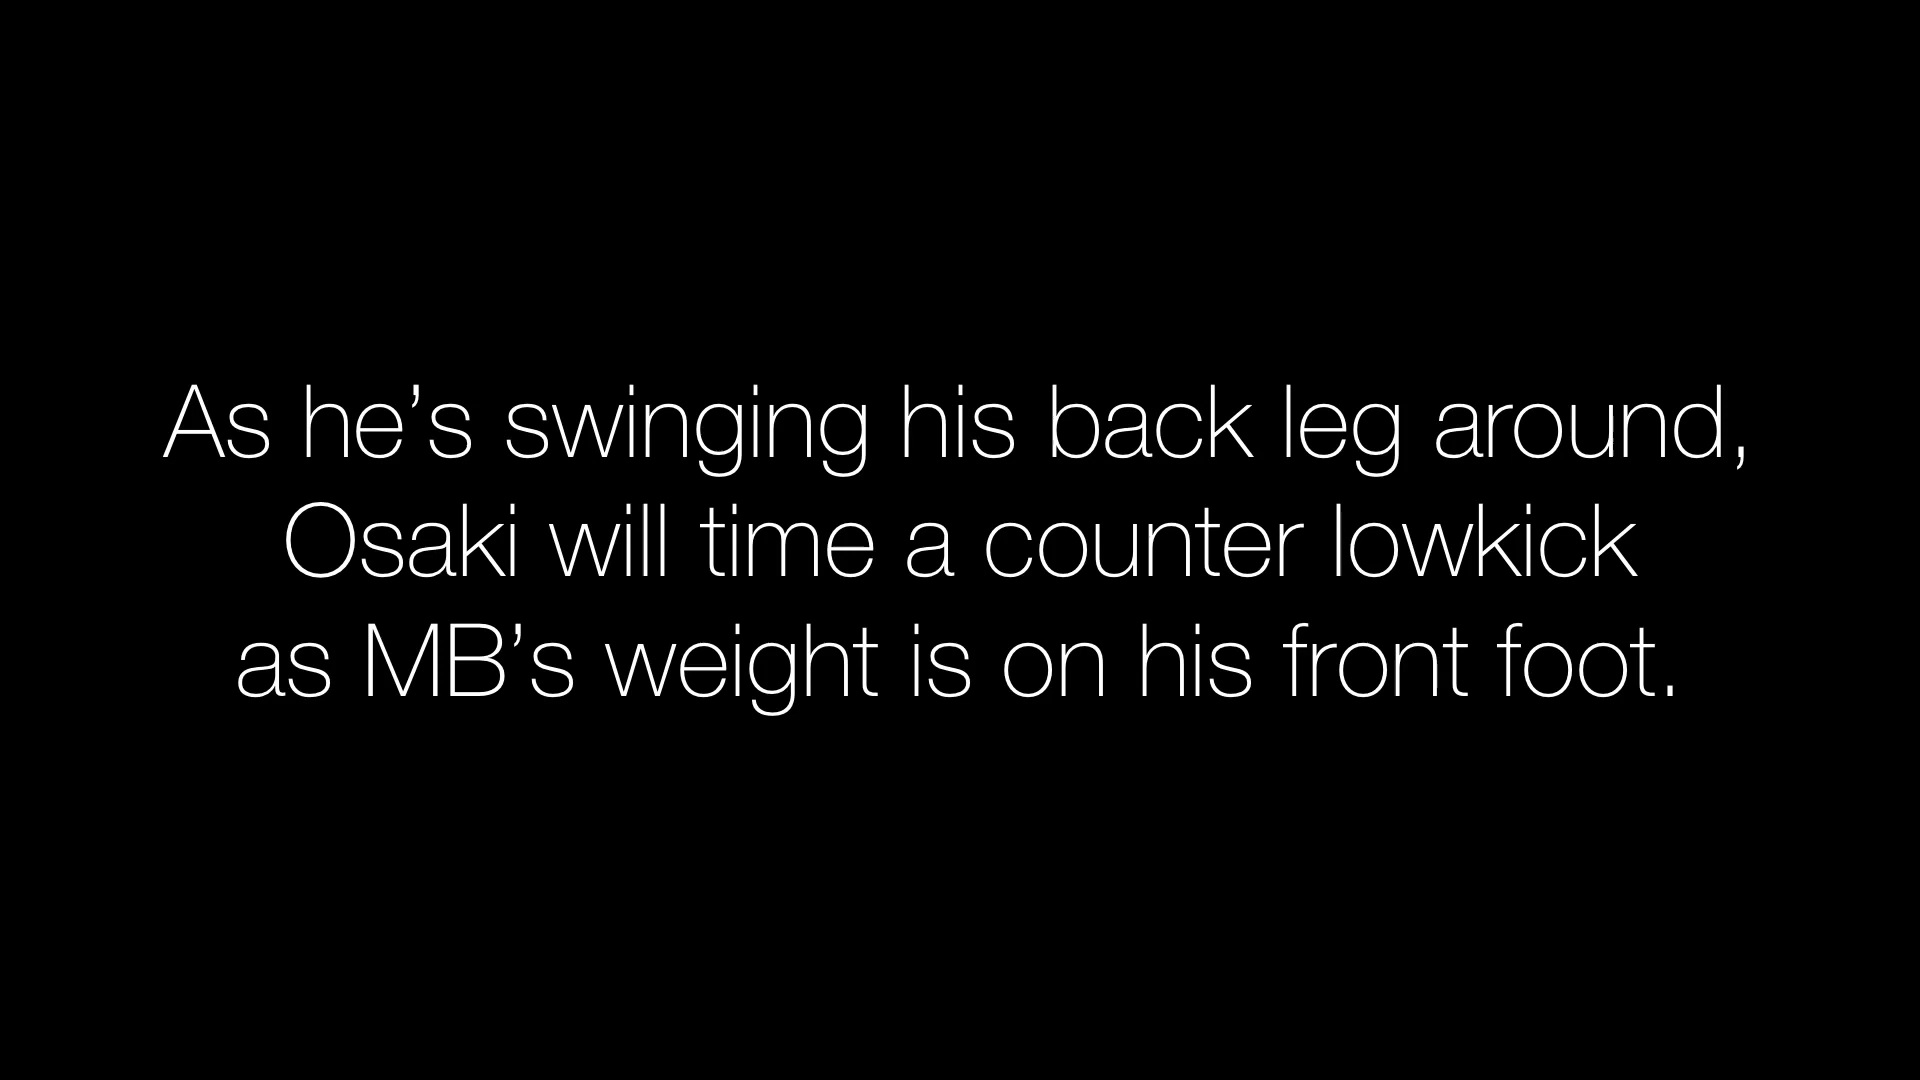 As he’s swinging his back leg around,
Osaki will time a counter lowkick
as MB’s weight is on his front foot.